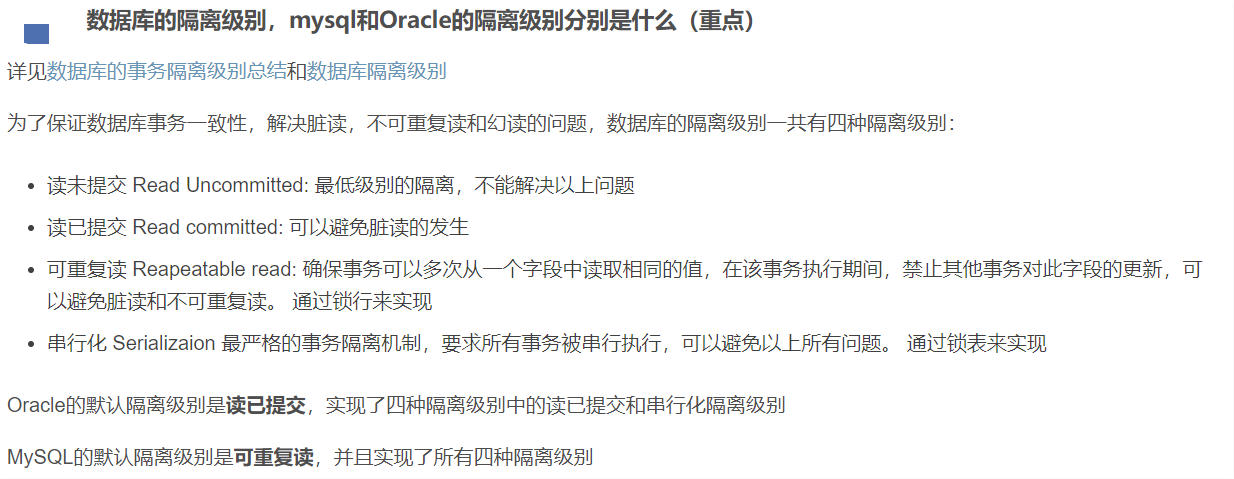 数据库的隔离级别，mysql和Oracle的隔离级别分别是什么（重点）
详见数据库的事务隔离级别总结和数据库隔离级别
为了保证数据库事务一致性，解决脏读，不可重复读和幻读的问题，数据库的隔离级别一共有四种隔离级别：
• 读未提交 Read Uncommitted: 最低级别的隔离，不能解决以上问题
• 读已提交 Read committed: 可以避免脏读的发生
• 可重复读 Reapeatable read: 确保事务可以多次从一个字段中读取相同的值，在该事务执行期间，禁止其他事务对此字段的更新，可
以避免脏读和不可重复读。 通过锁行来实现
• 串行化 Serializaion 最严格的事务隔离机制，要求所有事务被串行执行，可以避免以上所有问题。 通过锁表来实现
Oracle的默认隔离级别是读已提交，实现了四种隔离级别中的读已提交和串行化隔离级别
MySQL的默认隔离级别是可重复读，并且实现了所有四种隔离级别